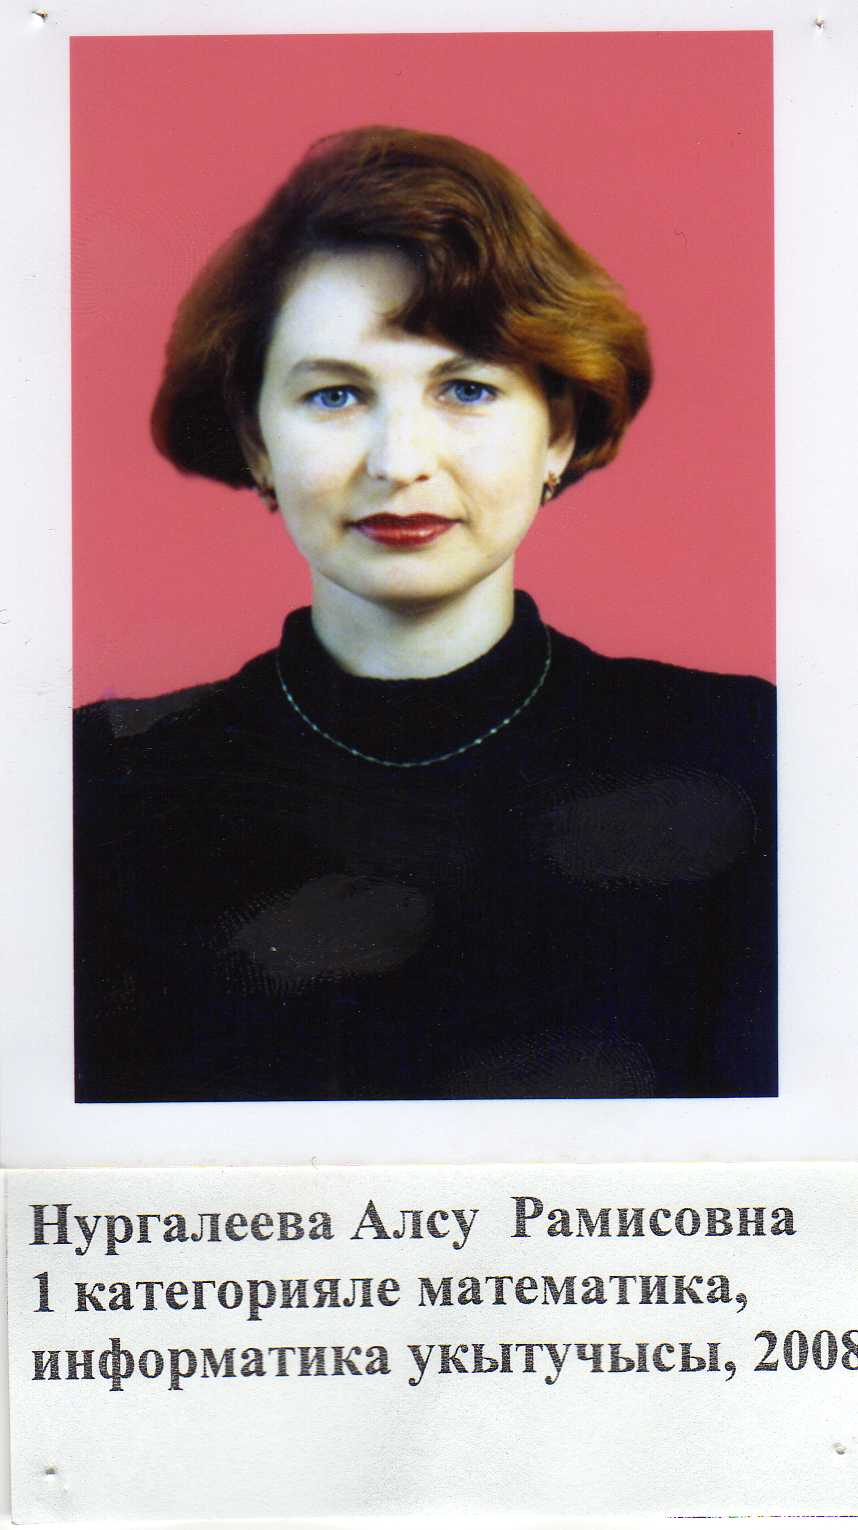 Нургалеева Алсу Рамисовна
1 категорияле математика,
информатика укытучысы, 2008